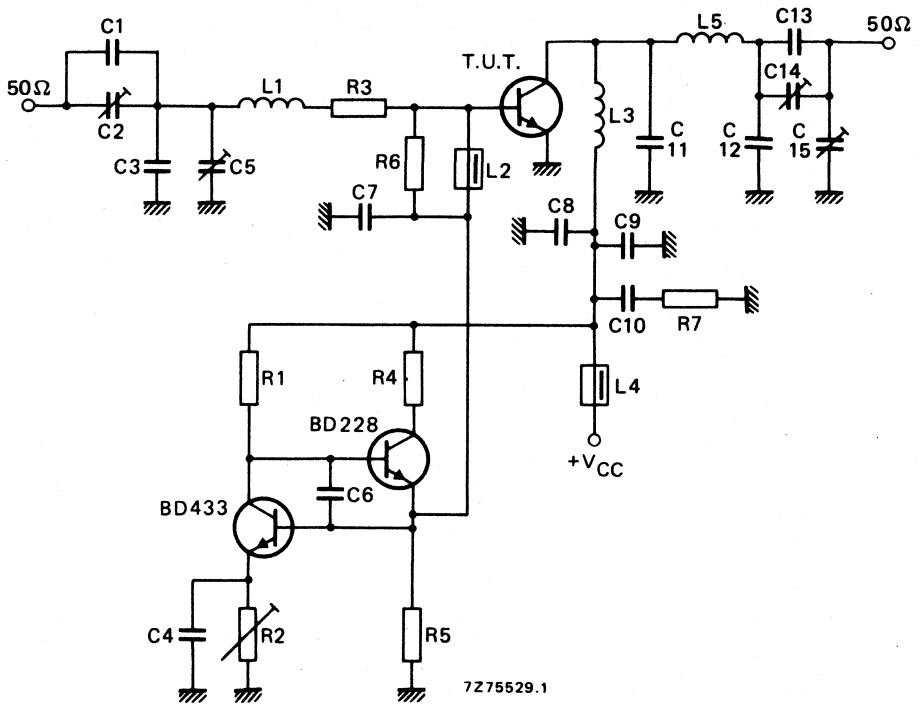 C1
50Ω
C2
C3
C5
L1
R3
R6
C7
L2
T.U.T.
L3
C
11
L5
C13
50Ω
C14
C
12
C
15
C8
C9
C10
R7
L4
+VCC
R1
R4
BD228
C6
BD433
C4
R2
R5
7Z75529.1